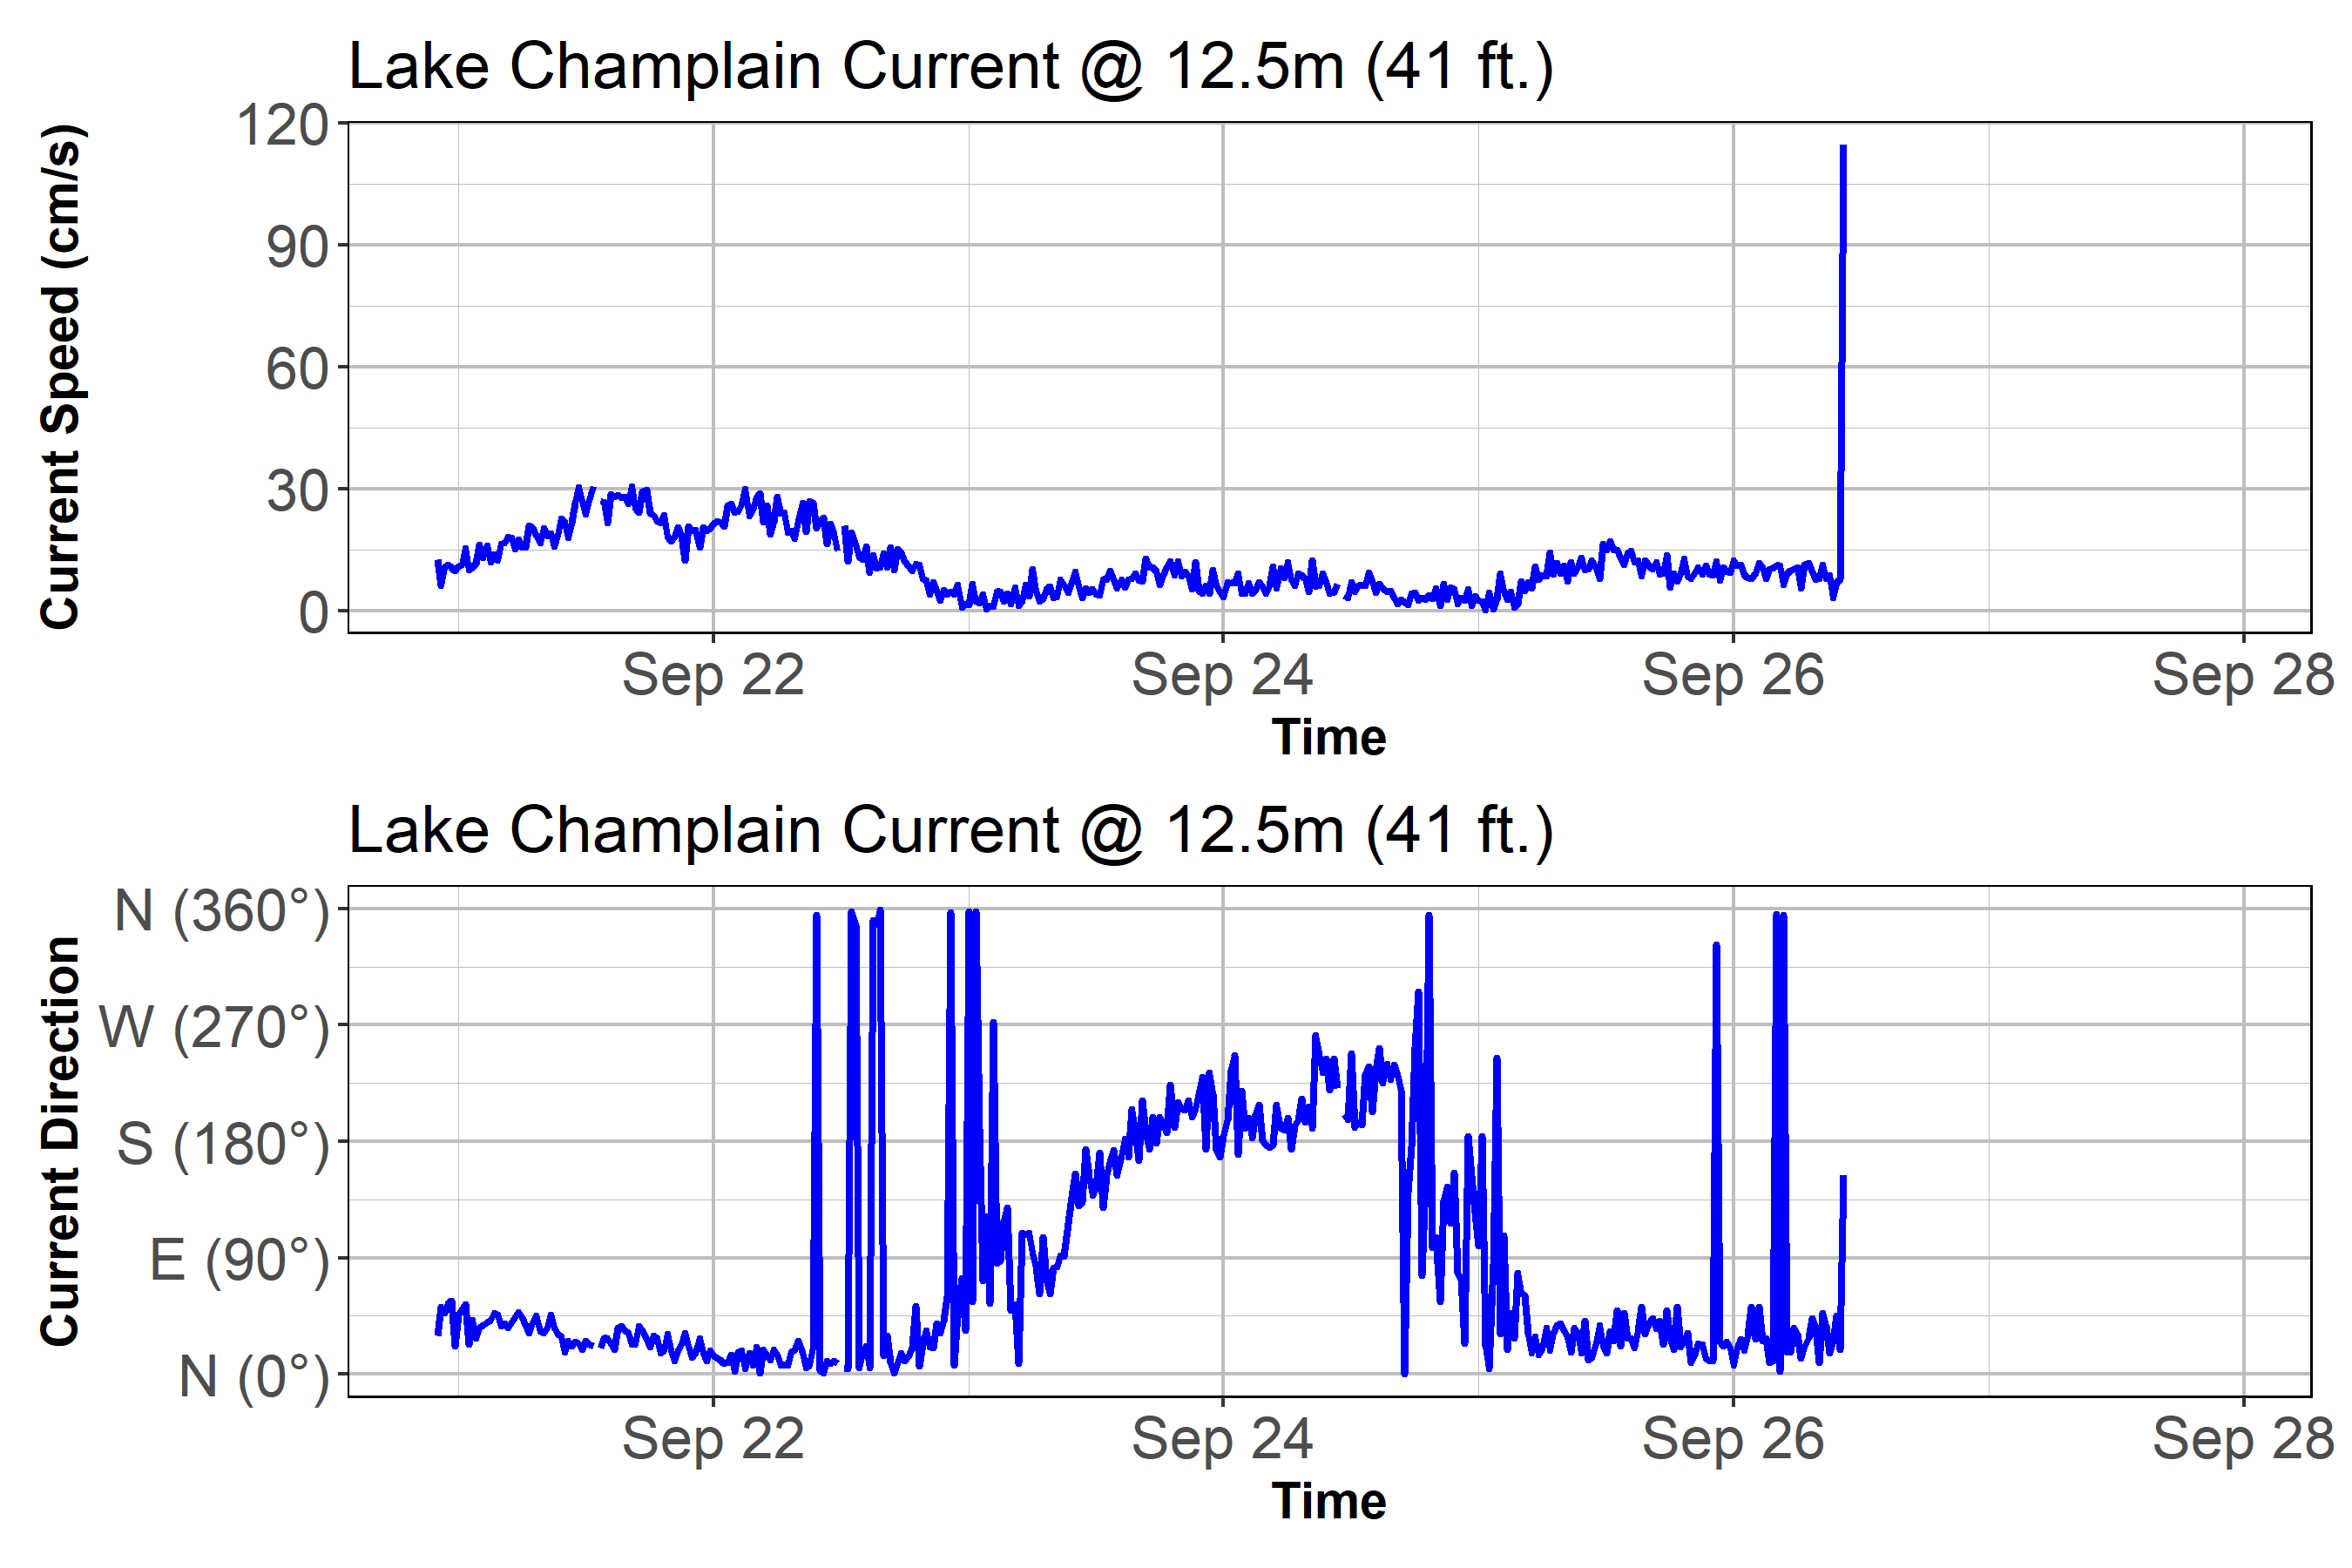 Lake Champlain Current @ 12.5m (41 ft.)
Current Speed (cm/s)
120
90
60
30
0
Sep 22 Sep 24 Sep 26 Sep 28
Time
Lake Champlain Current @ 12.5m (41 ft.)
Current Direction
N (360°)
W (270°)
S (180°)
E (90°)
N (0°)
Sep 22 Sep 24 Sep 26 Sep 28
Time